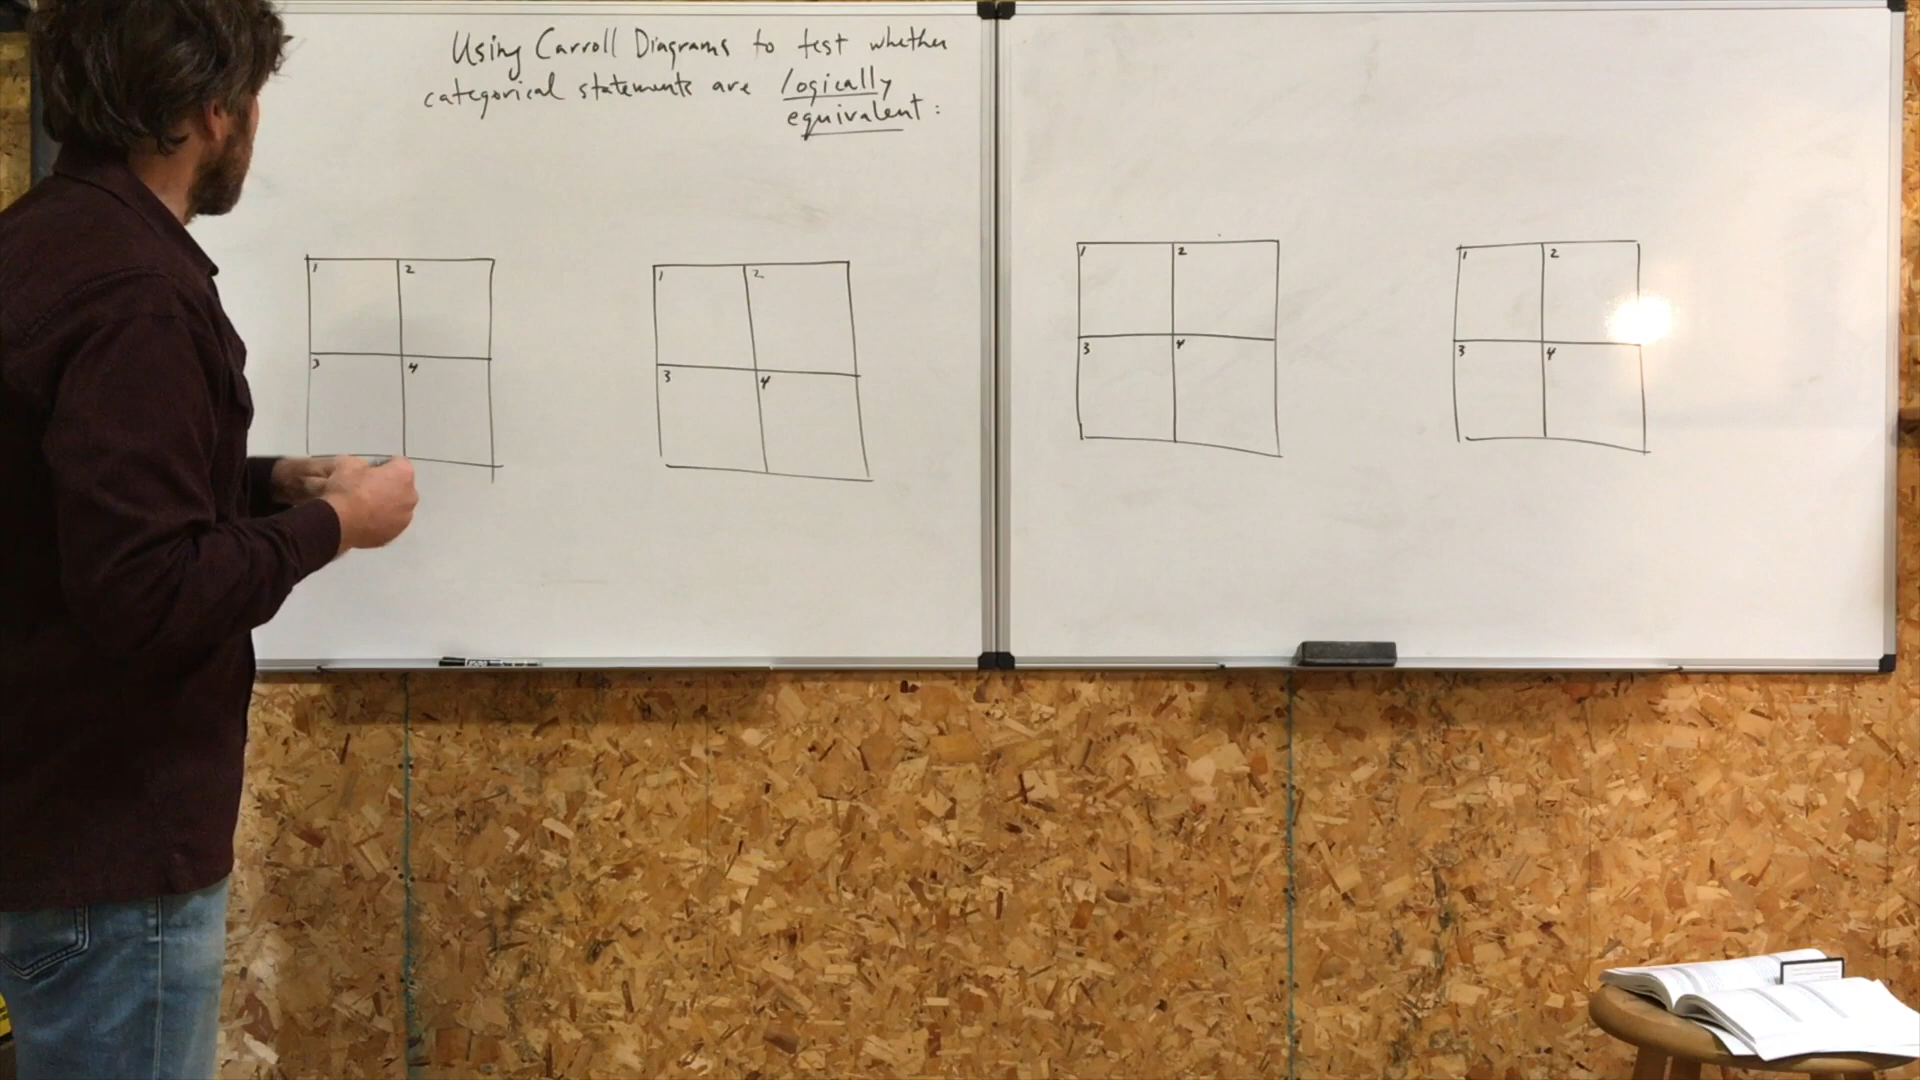 Using Carroll Diagrams to test whether
categorical statements are logically
equivalent:
1 2 1 2 1 2 1 2
3 4 3 4 3 4 3 4